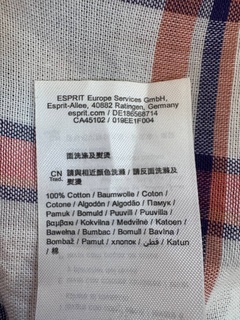 ESPRIT Europe Services GmbH,
Esprit-Allee, 40882 Ratingen, Germany
esprit.com / DE186568714
CA45102 / 019EE1F004
面洗滌及熨燙
CN 請與相近顏色洗滌 / 請反面洗滌及
Trad. 熨燙
100% Cotton / Baumwolle / Coton /
Cotone / Algodón / Algodão / Памук /
Pamuk / Bomuld / Puuvill / Puuvilla /
βαμβάκι / Kokvilna / Medvilnė / Katoen /
Bawełna / Bumbac / Bomull / Bavlna /
Bombaž / Pamut / хлопок / قطن / Katun
/ 棉